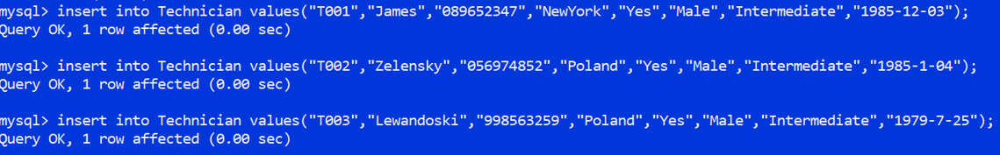 mysql> insert into Technician values("T001","James","089652347","NewYork","Yes","Male","Intermediate","1985-12-03");
Query OK, 1 row affected (0.00 sec)
mysql> insert into Technician values("T002","Zelensky","056974852","Poland","Yes","Male","Intermediate","1985-1-04");
Query OK, 1 row affected (0.00 sec)
mysql> insert into Technician values("T003","Lewandoski","998563259","Poland","Yes","Male","Intermediate","1979-7-25");
Query OK, 1 row affected (0.00 sec)